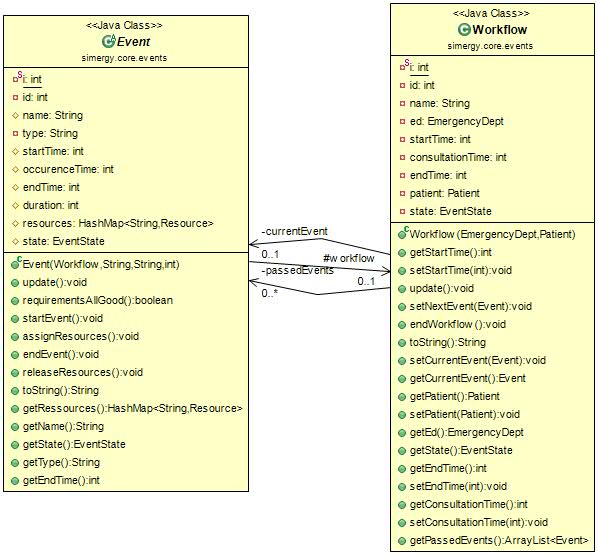 <<Java Class>>
Event
simergy.core.events
i: int
id: int
name: String
type: String
startTime: int
occurenceTime: int
endTime: int
duration: int
resources: HashMap<String,Resource>
state: EventState
Event(Workflow,String,String,int)
update():void
requirementsAllGood():boolean
startEvent():void
assignResources():void
endEvent():void
releaseResources():void
toString():String
getRessources():HashMap<String,Resource>
getName():String
getState():EventState
getType():String
getEndTime():int
-currentEvent
0..1
#workflow
-passedEvents
0..1
0..*
<<Java Class>>
Workflow
simergy.core.events
i: int
id: int
name: String
ed: EmergencyDept
startTime: int
consultationTime: int
endTime: int
patient: Patient
state: EventState
Workflow(EmergencyDept,Patient)
getStartTime():int
setStartTime(int):void
update():void
setNextEvent(Event):void
endWorkflow():void
toString():String
setCurrentEvent(Event):void
getCurrentEvent():Event
getPatient():Patient
setPatient(Patient):void
getEd():EmergencyDept
getState():EventState
getEndTime():int
setEndTime(int):void
getConsultationTime():int
setConsultationTime(int):void
getPassedEvents():ArrayList<Event>